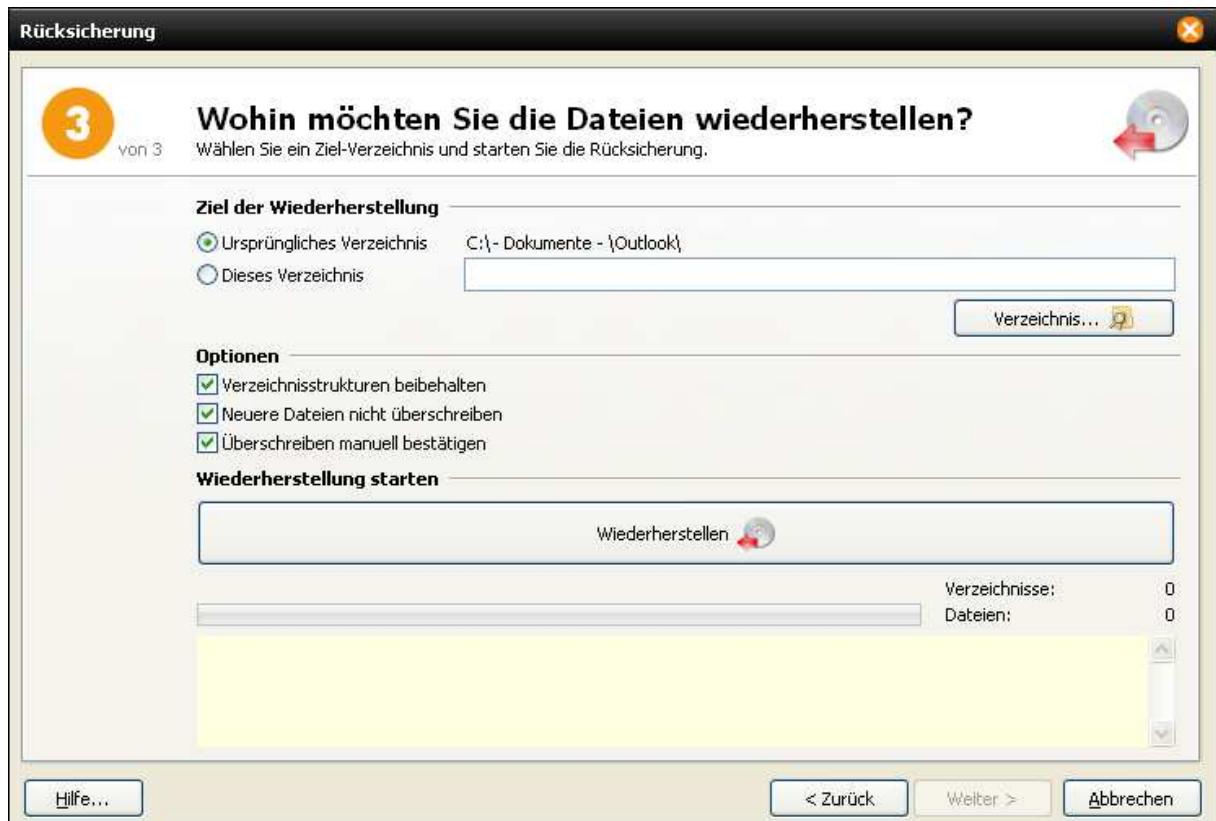 Rücksicherung
3
von 3
Wohin möchten Sie die Dateien wiederherstellen?
Wählen Sie ein Ziel-Verzeichnis und starten Sie die Rücksicherung.
Ziel der Wiederherstellung
Ursprüngliches Verzeichnis C:\- Dokumente - \Outlook\
Dieses Verzeichnis
Verzeichnis...
Optionen
Verzeichnisstrukturen beibehalten
Neuere Dateien nicht überschreiben
Überschreiben manuell bestätigen
Wiederherstellung starten
Wiederherstellen
Verzeichnisse: 0
Dateien: 0
Hilfe... < Zurück Weiter > Abbrechen